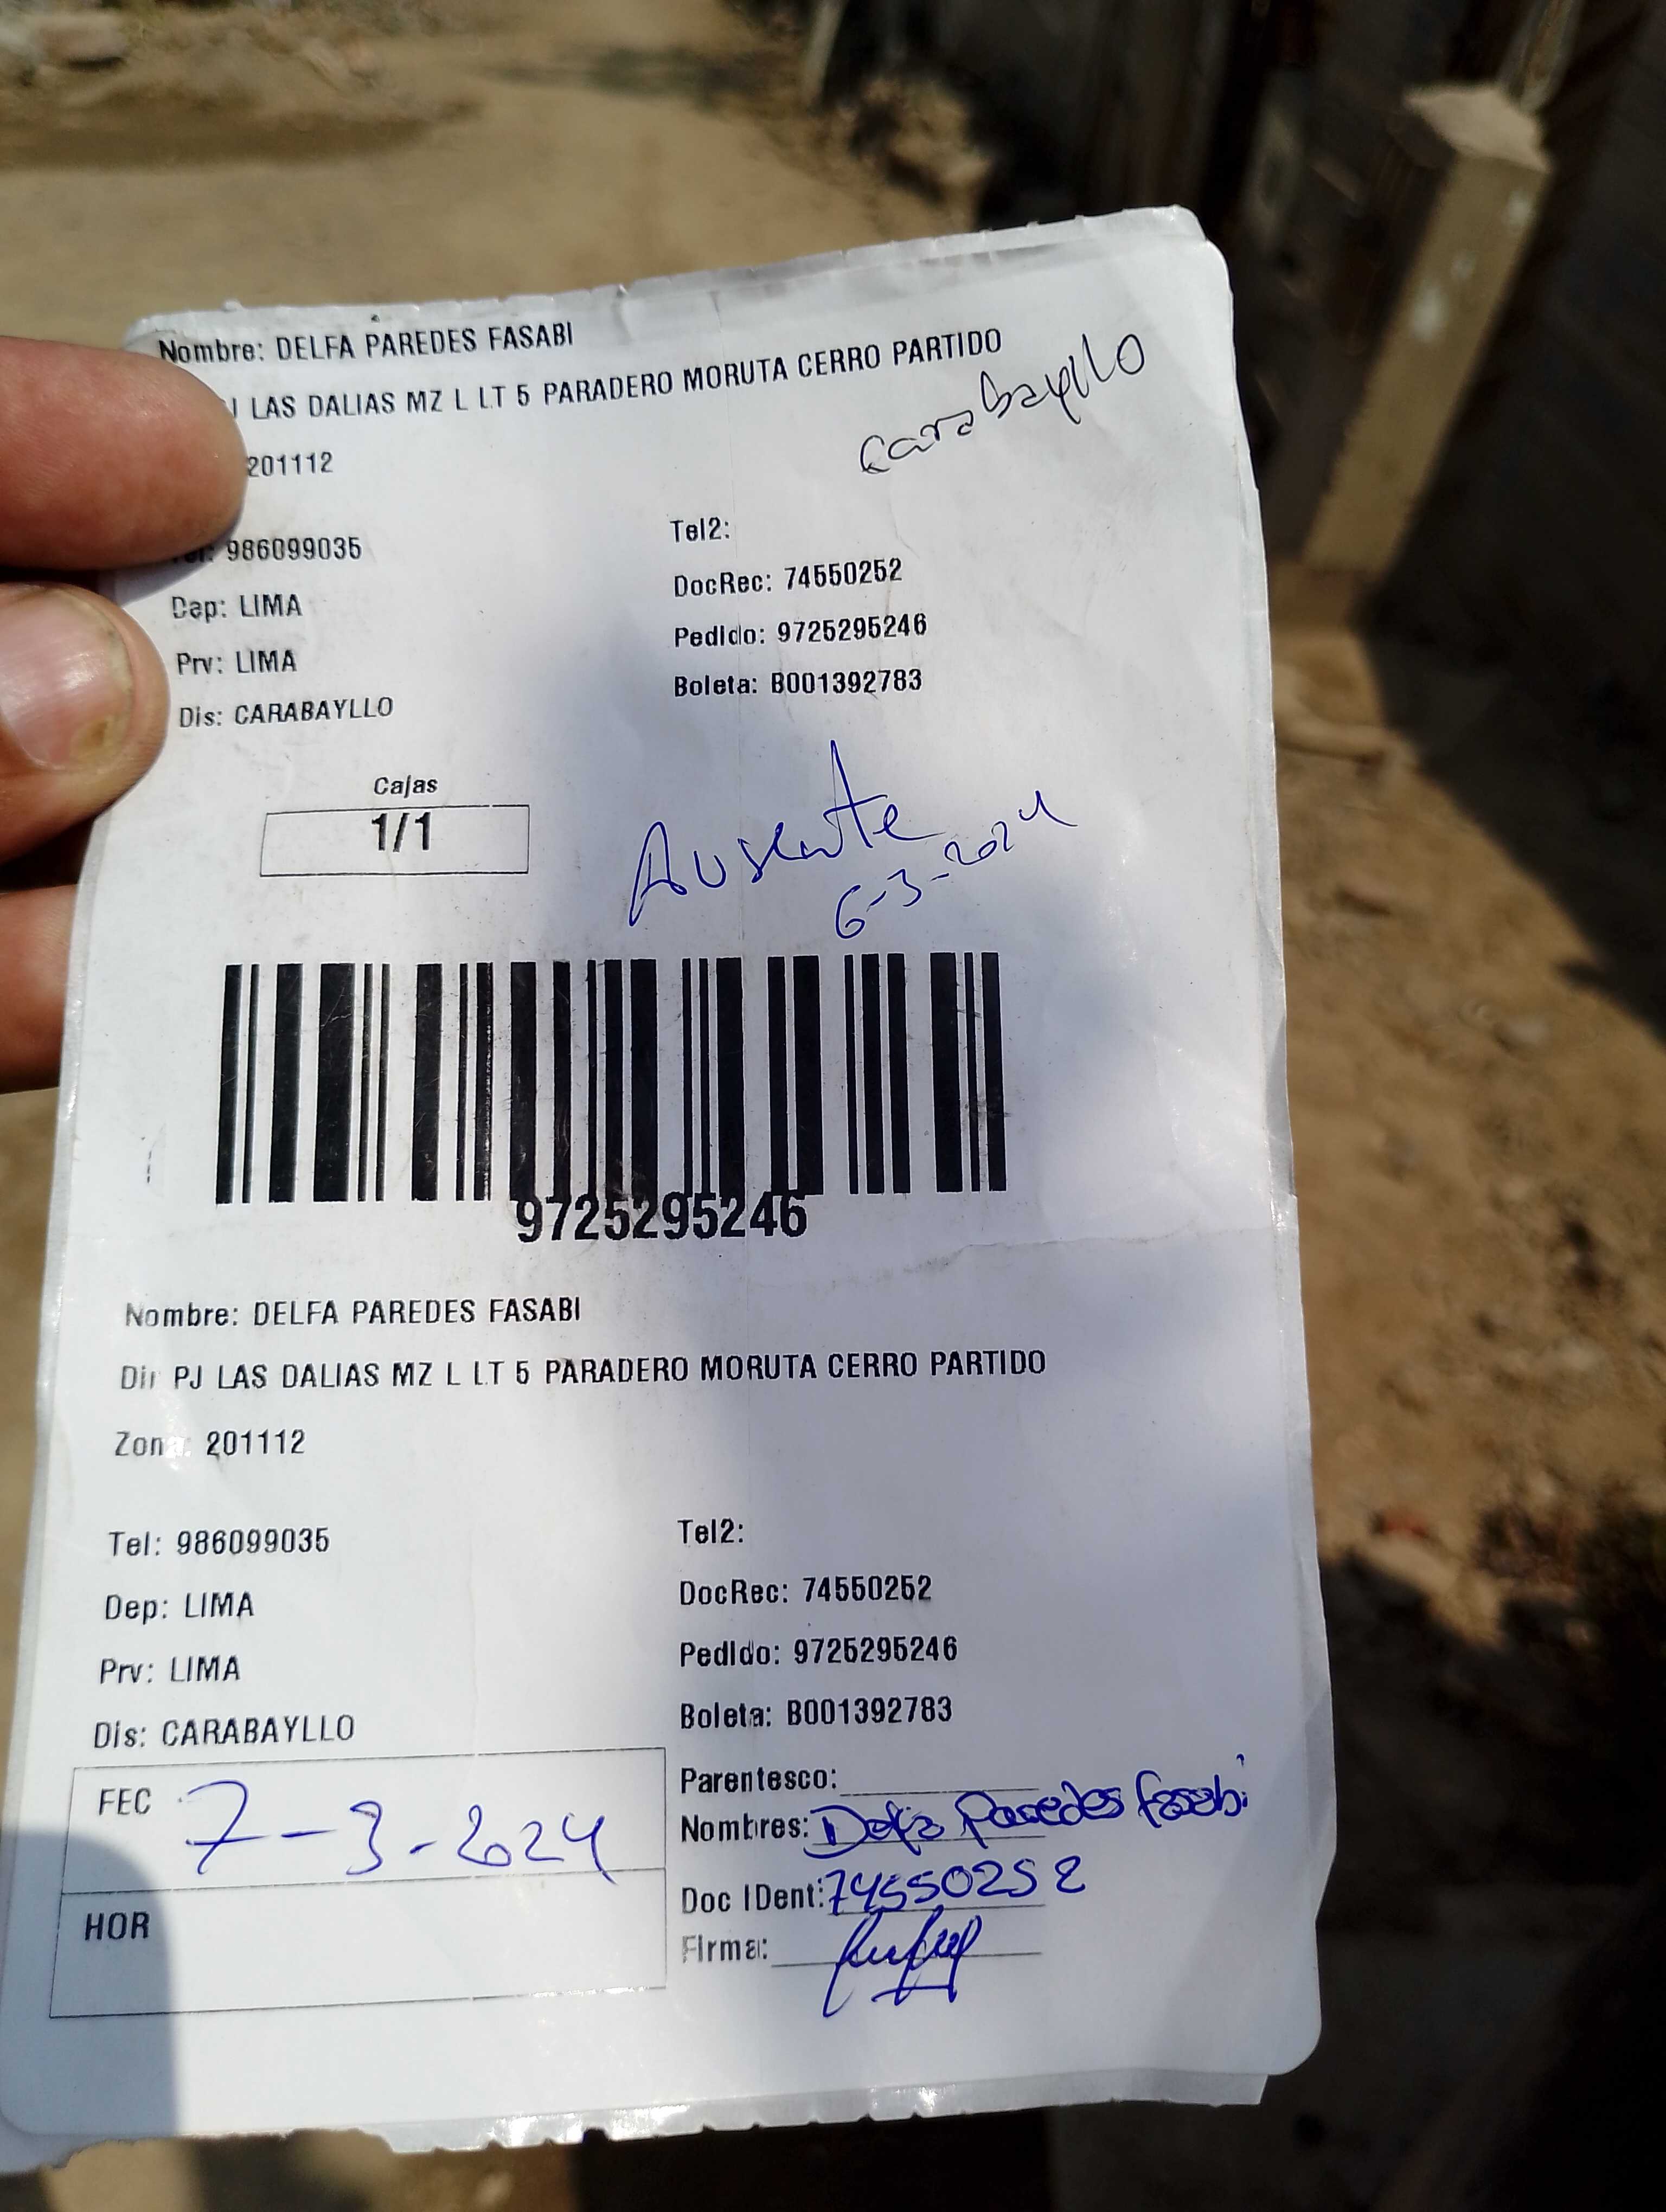 Nombre: DELFA PAREDES FASABI
LAS DALIAS MZ L LT 5 PARADERO MORUTA CERRO PARTIDO
Carabayllo
201112
Tel: 986099035
Tel2:
DocRec: 74550252
Dep: LIMA
Pedido: 9725295246
Prv: LIMA
Boleta: B001392783
Dis: CARABAYLLO
Cajas
1/1
Ausente
6-3-2024
9725295246
Nombre: DELFA PAREDES FASABI
Dir PJ LAS DALIAS MZ L LT 5 PARADERO MORUTA CERRO PARTIDO
Zona: 201112
Tel: 986099035
Tel2:
Dep: LIMA
DocRec: 74550252
Prv: LIMA
Pedido: 9725295246
Dis: CARABAYLLO
Boleta: B001392783
FEC 7-3-2024
HOR
Parentesco:
Nombres: Delfa Paredes Fasabi
Doc IDent: 74550252
Firma: